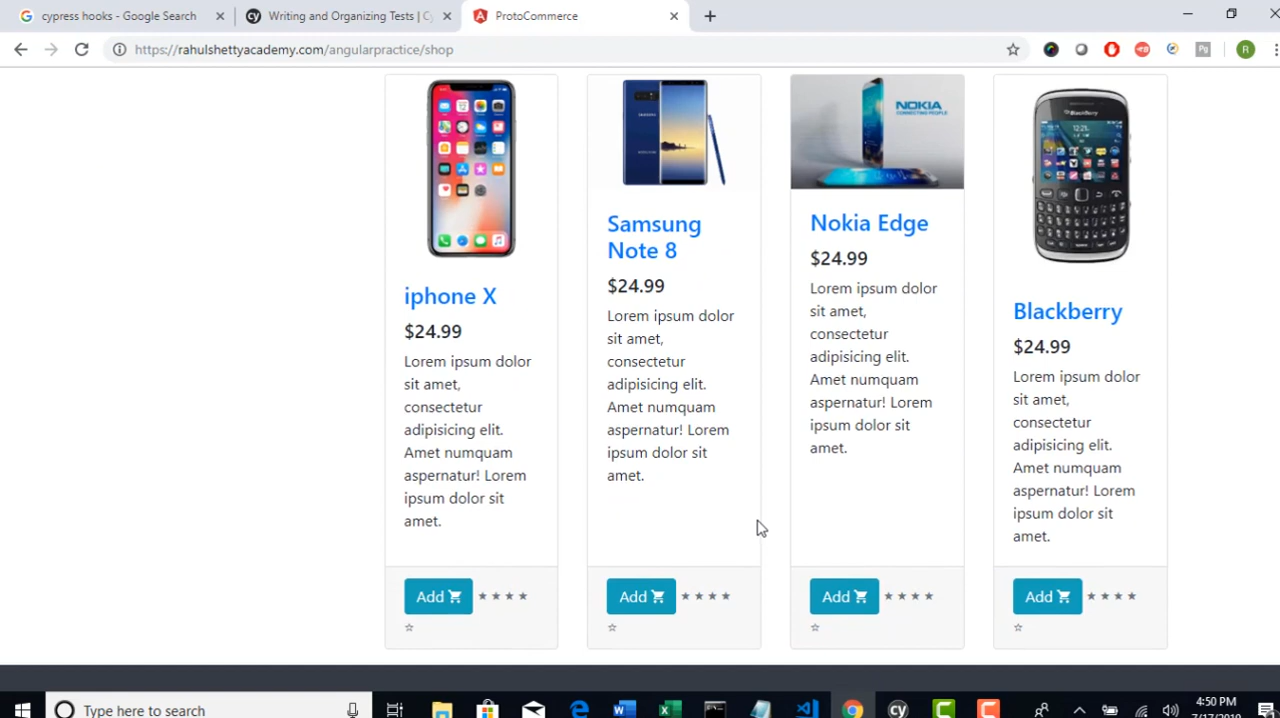 cypress hooks - Google Search
Writing and Organizing Tests | Cy
ProtoCommerce
https://rahulshettyacademy.com/angularpractice/shop
R
iphone X
$24.99
Lorem ipsum dolor
sit amet,
consectetur
adipisicing elit.
Amet numquam
aspernatur! Lorem
ipsum dolor sit
amet.
Add
Samsung
Note 8
$24.99
Lorem ipsum dolor
sit amet,
consectetur
adipisicing elit.
Amet numquam
aspernatur! Lorem
ipsum dolor sit
amet.
Add
NOKIA
CONNECTING PEOPLE
Nokia Edge
$24.99
Lorem ipsum dolor
sit amet,
consectetur
adipisicing elit.
Amet numquam
aspernatur! Lorem
ipsum dolor sit
amet.
Add
BlackBerry
Blackberry
$24.99
Lorem ipsum dolor
sit amet,
consectetur
adipisicing elit.
Amet numquam
aspernatur! Lorem
ipsum dolor sit
amet.
Add
Type here to search
4:50 PM